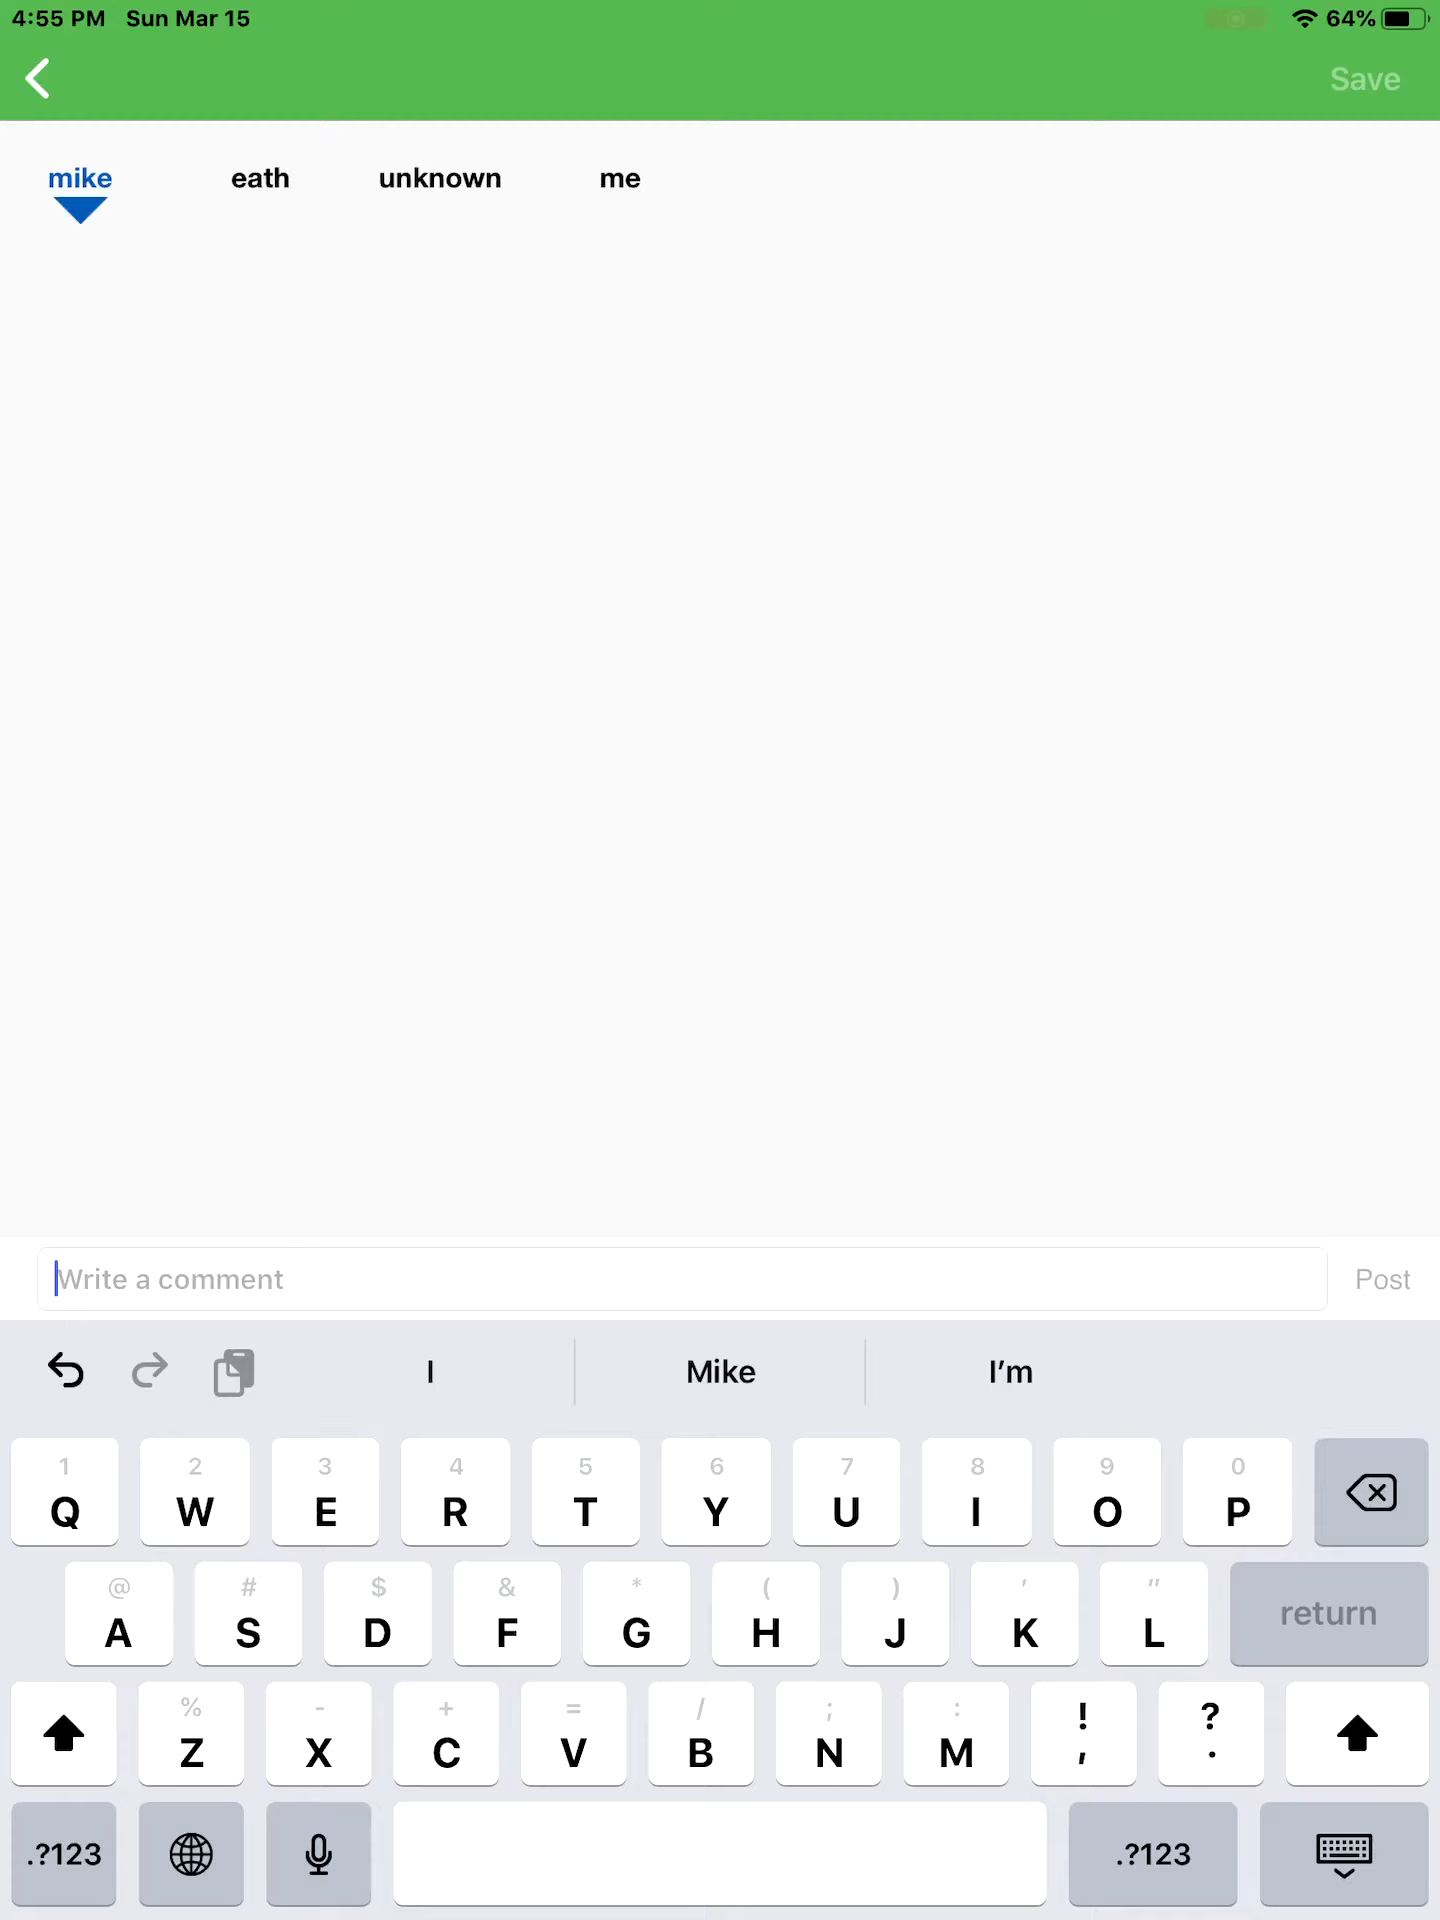 4:55 PM Sun Mar 15 64%
Save
mike eath unknown me
Write a comment Post
I Mike I’m
1 2 3 4 5 6 7 8 9 0
Q W E R T Y U I O P
@ # $ & * ( ) ' "
A S D F G H J K L return
% - + = / ; : ! ?
Z X C V B N M , .
.?123 .?123